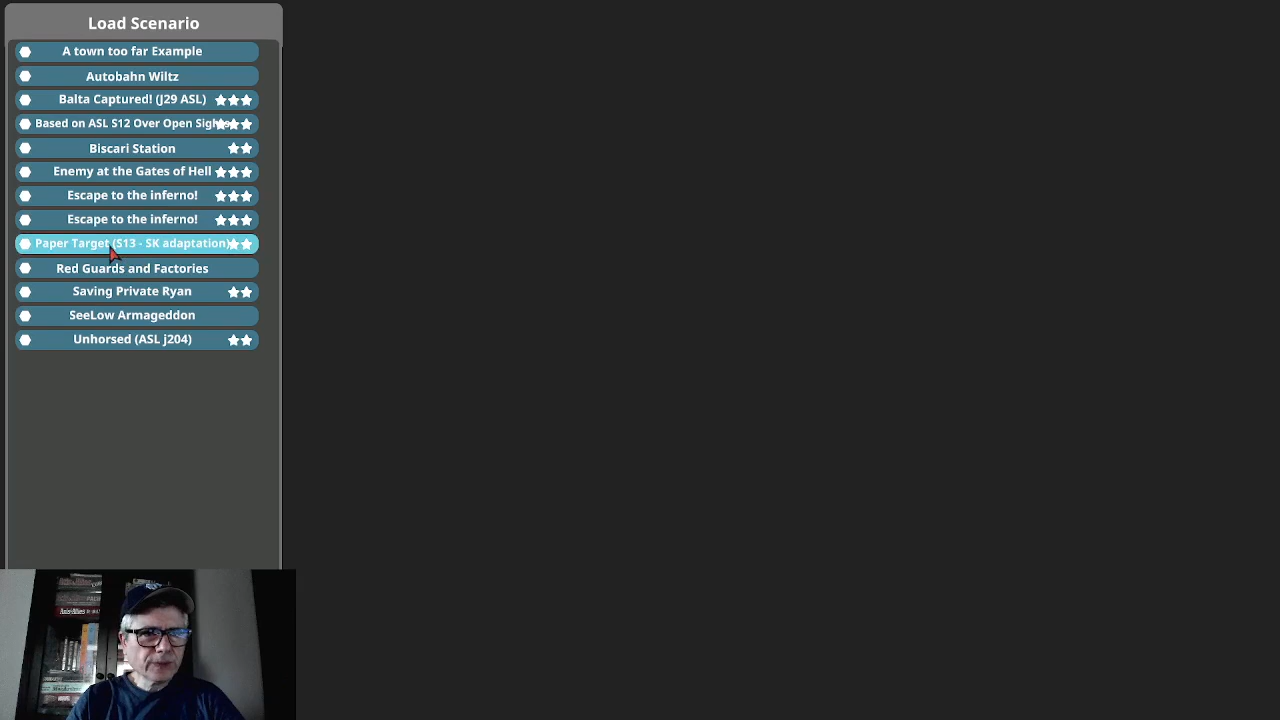 Load Scenario
A town too far Example
Autobahn Wiltz
Balta Captured! (J29 ASL)
Based on ASL S12 Over Open Sights
Biscari Station
Enemy at the Gates of Hell
Escape to the inferno!
Escape to the inferno!
Paper Target (S13 - SK adaptation)
Red Guards and Factories
Saving Private Ryan
SeeLow Armageddon
Unhorsed (ASL j204)
Axis&Allies